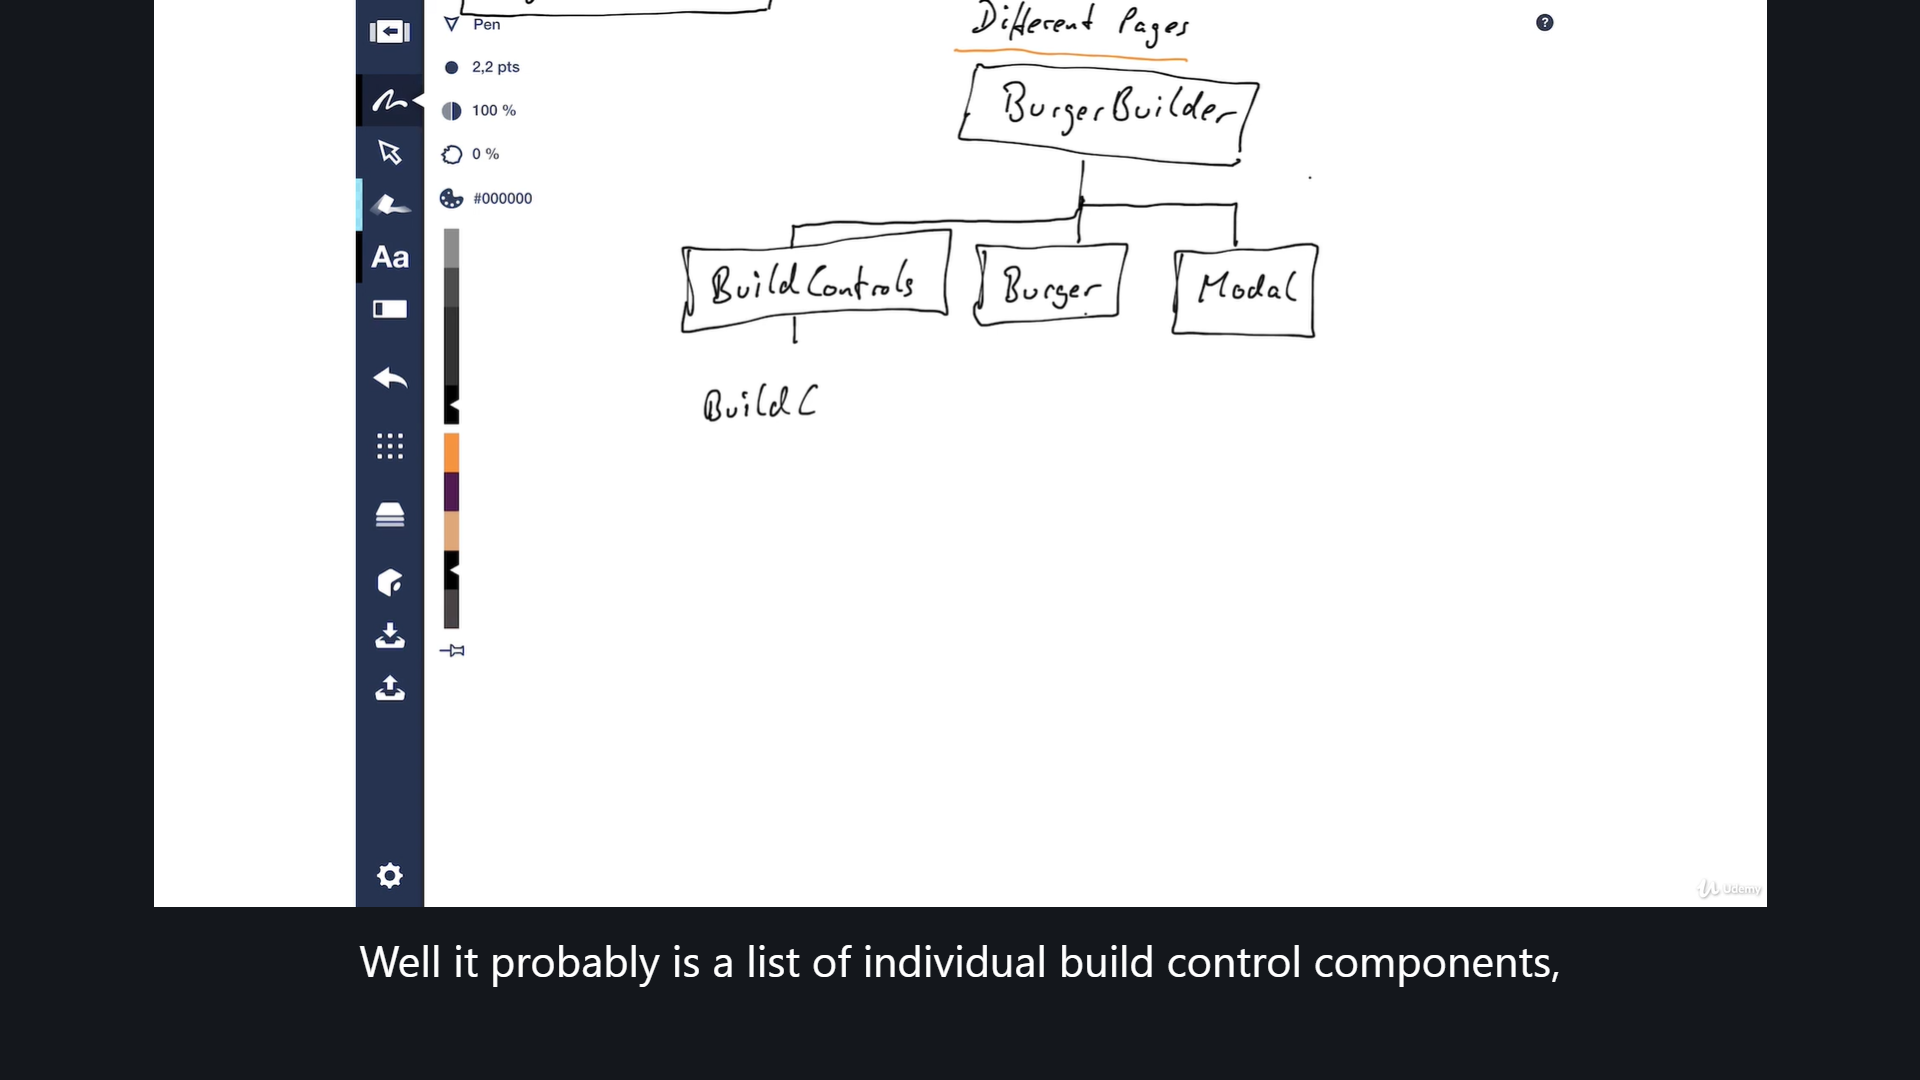 Pen
Different Pages
2,2 pts
BurgerBuilder
100 %
0 %
#000000
Aa
BuildControls
Burger
Modal
BuildC
Udemy
Well it probably is a list of individual build control components,